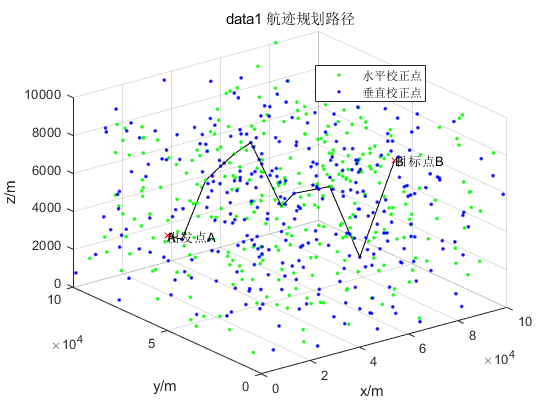 data1 航迹规划路径
水平校正点
垂直校正点
10000
8000
6000
4000
2000
0
z/m
目标点B
出发点A
10
5
0
×10⁴
y/m
0
2
4
6
8
10
×10⁴
x/m